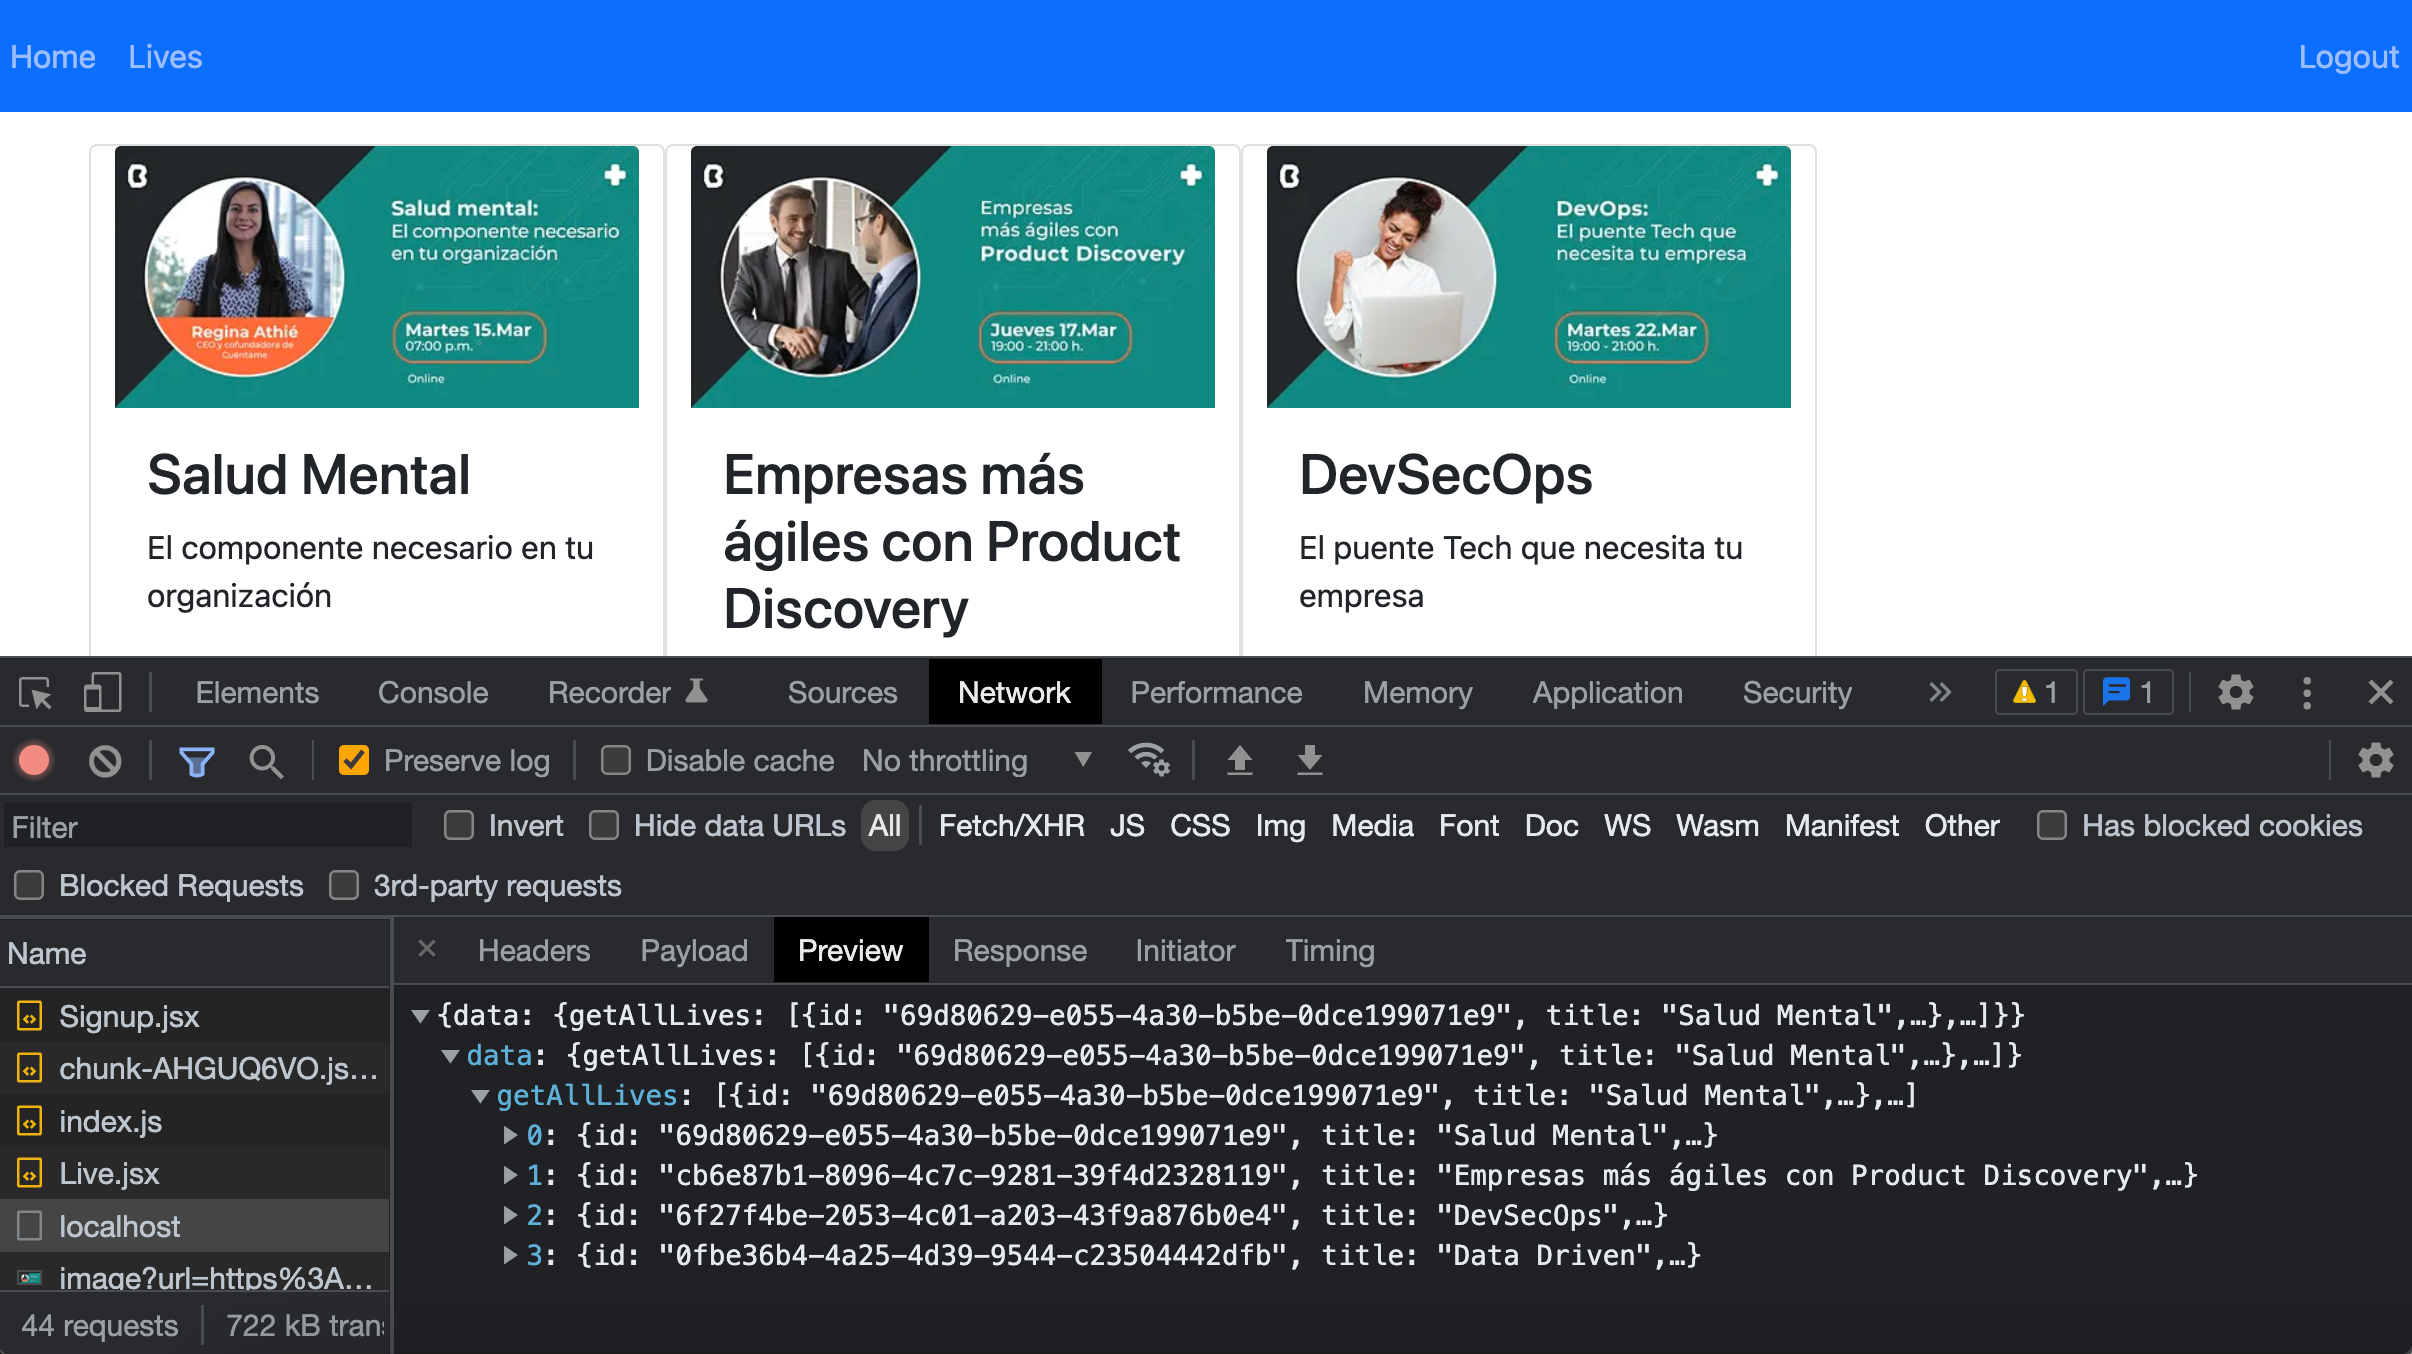 Home Lives Logout
Salud mental:
El componente necesario
en tu organización
Regina Athié
CEO y cofundadora de
Cuéntame
Martes 15.Mar
07:00 p.m.
Online
Empresas
más ágiles con
Product Discovery
Jueves 17.Mar
19:00 - 21:00 h.
Online
DevOps:
El puente Tech que
necesita tu empresa
Martes 22.Mar
19:00 - 21:00 h.
Online
Salud Mental
El componente necesario en tu
organización
Empresas más
ágiles con Product
Discovery
DevSecOps
El puente Tech que necesita tu
empresa
Elements Console Recorder Sources Network Performance Memory Application Security » 1 1
Preserve log Disable cache No throttling
Filter Invert Hide data URLs All Fetch/XHR JS CSS Img Media Font Doc WS Wasm Manifest Other Has blocked cookies
Blocked Requests 3rd-party requests
Name
Signup.jsx
chunk-AHGUQ6VO.js…
index.js
Live.jsx
localhost
image?url=https%3A…
44 requests 722 kB tran
Headers Payload Preview Response Initiator Timing
{data: {getAllLives: [{id: "69d80629-e055-4a30-b5be-0dce199071e9", title: "Salud Mental",…},…]}}
data: {getAllLives: [{id: "69d80629-e055-4a30-b5be-0dce199071e9", title: "Salud Mental",…},…]}
getAllLives: [{id: "69d80629-e055-4a30-b5be-0dce199071e9", title: "Salud Mental",…},…]
0: {id: "69d80629-e055-4a30-b5be-0dce199071e9", title: "Salud Mental",…}
1: {id: "cb6e87b1-8096-4c7c-9281-39f4d2328119", title: "Empresas más ágiles con Product Discovery",…}
2: {id: "6f27f4be-2053-4c01-a203-43f9a876b0e4", title: "DevSecOps",…}
3: {id: "0fbe36b4-4a25-4d39-9544-c23504442dfb", title: "Data Driven",…}